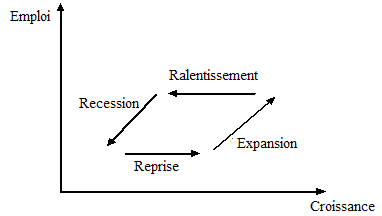 Emploi
Ralentissement
Recession
Expansion
Reprise
Croissance